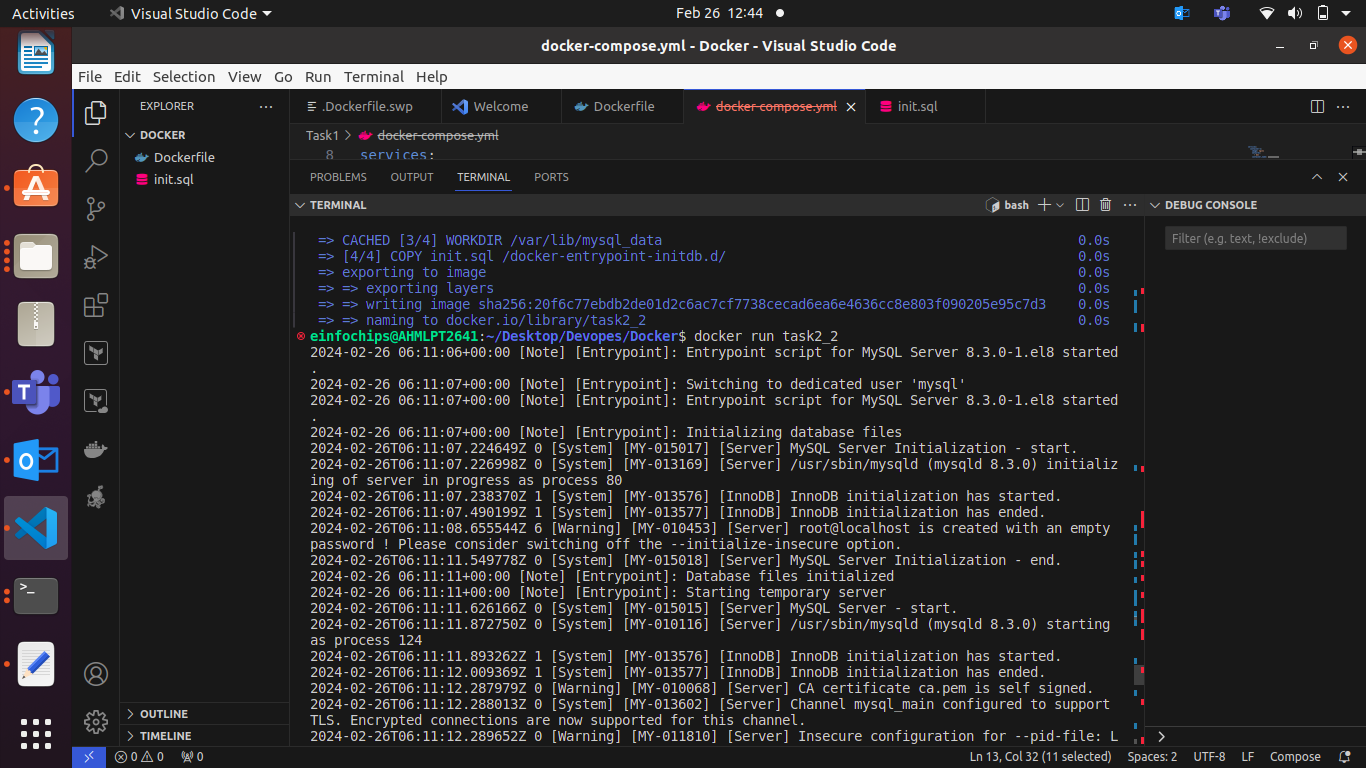 Activities
Visual Studio Code
Feb 26 12:44
docker-compose.yml - Docker - Visual Studio Code
File Edit Selection View Go Run Terminal Help
EXPLORER
DOCKER
Dockerfile
init.sql
OUTLINE
TIMELINE
.Dockerfile.swp
Welcome
Dockerfile
docker-compose.yml
init.sql
Task1 > docker-compose.yml
8 services:
PROBLEMS OUTPUT TERMINAL PORTS
TERMINAL
bash
DEBUG CONSOLE
Filter (e.g. text, !exclude)
=> CACHED [3/4] WORKDIR /var/lib/mysql_data 0.0s
=> [4/4] COPY init.sql /docker-entrypoint-initdb.d/ 0.0s
=> exporting to image 0.0s
=> => exporting layers 0.0s
=> => writing image sha256:20f6c77ebdb2de01d2c6ac7cf7738cecad6ea6e4636cc8e803f090205e95c7d3 0.0s
=> => naming to docker.io/library/task2_2 0.0s
einfochips@AHMLPT2641:~/Desktop/Devopes/Docker$ docker run task2_2
2024-02-26 06:11:06+00:00 [Note] [Entrypoint]: Entrypoint script for MySQL Server 8.3.0-1.el8 started
.
2024-02-26 06:11:07+00:00 [Note] [Entrypoint]: Switching to dedicated user 'mysql'
2024-02-26 06:11:07+00:00 [Note] [Entrypoint]: Entrypoint script for MySQL Server 8.3.0-1.el8 started
.
2024-02-26 06:11:07+00:00 [Note] [Entrypoint]: Initializing database files
2024-02-26T06:11:07.224649Z 0 [System] [MY-015017] [Server] MySQL Server Initialization - start.
2024-02-26T06:11:07.226998Z 0 [System] [MY-013169] [Server] /usr/sbin/mysqld (mysqld 8.3.0) initializ
ing of server in progress as process 80
2024-02-26T06:11:07.238370Z 1 [System] [MY-013576] [InnoDB] InnoDB initialization has started.
2024-02-26T06:11:07.490199Z 1 [System] [MY-013577] [InnoDB] InnoDB initialization has ended.
2024-02-26T06:11:08.655544Z 6 [Warning] [MY-010453] [Server] root@localhost is created with an empty
password ! Please consider switching off the --initialize-insecure option.
2024-02-26T06:11:11.549778Z 0 [System] [MY-015018] [Server] MySQL Server Initialization - end.
2024-02-26 06:11:11+00:00 [Note] [Entrypoint]: Database files initialized
2024-02-26 06:11:11+00:00 [Note] [Entrypoint]: Starting temporary server
2024-02-26T06:11:11.626166Z 0 [System] [MY-015015] [Server] MySQL Server - start.
2024-02-26T06:11:11.872750Z 0 [System] [MY-010116] [Server] /usr/sbin/mysqld (mysqld 8.3.0) starting
as process 124
2024-02-26T06:11:11.893262Z 1 [System] [MY-013576] [InnoDB] InnoDB initialization has started.
2024-02-26T06:11:12.009369Z 1 [System] [MY-013577] [InnoDB] InnoDB initialization has ended.
2024-02-26T06:11:12.287979Z 0 [Warning] [MY-010068] [Server] CA certificate ca.pem is self signed.
2024-02-26T06:11:12.288013Z 0 [System] [MY-013602] [Server] Channel mysql_main configured to support
TLS. Encrypted connections are now supported for this channel.
2024-02-26T06:11:12.289652Z 0 [Warning] [MY-011810] [Server] Insecure configuration for --pid-file: L
0 0 0 Ln 13, Col 32 (11 selected) Spaces: 2 UTF-8 LF Compose